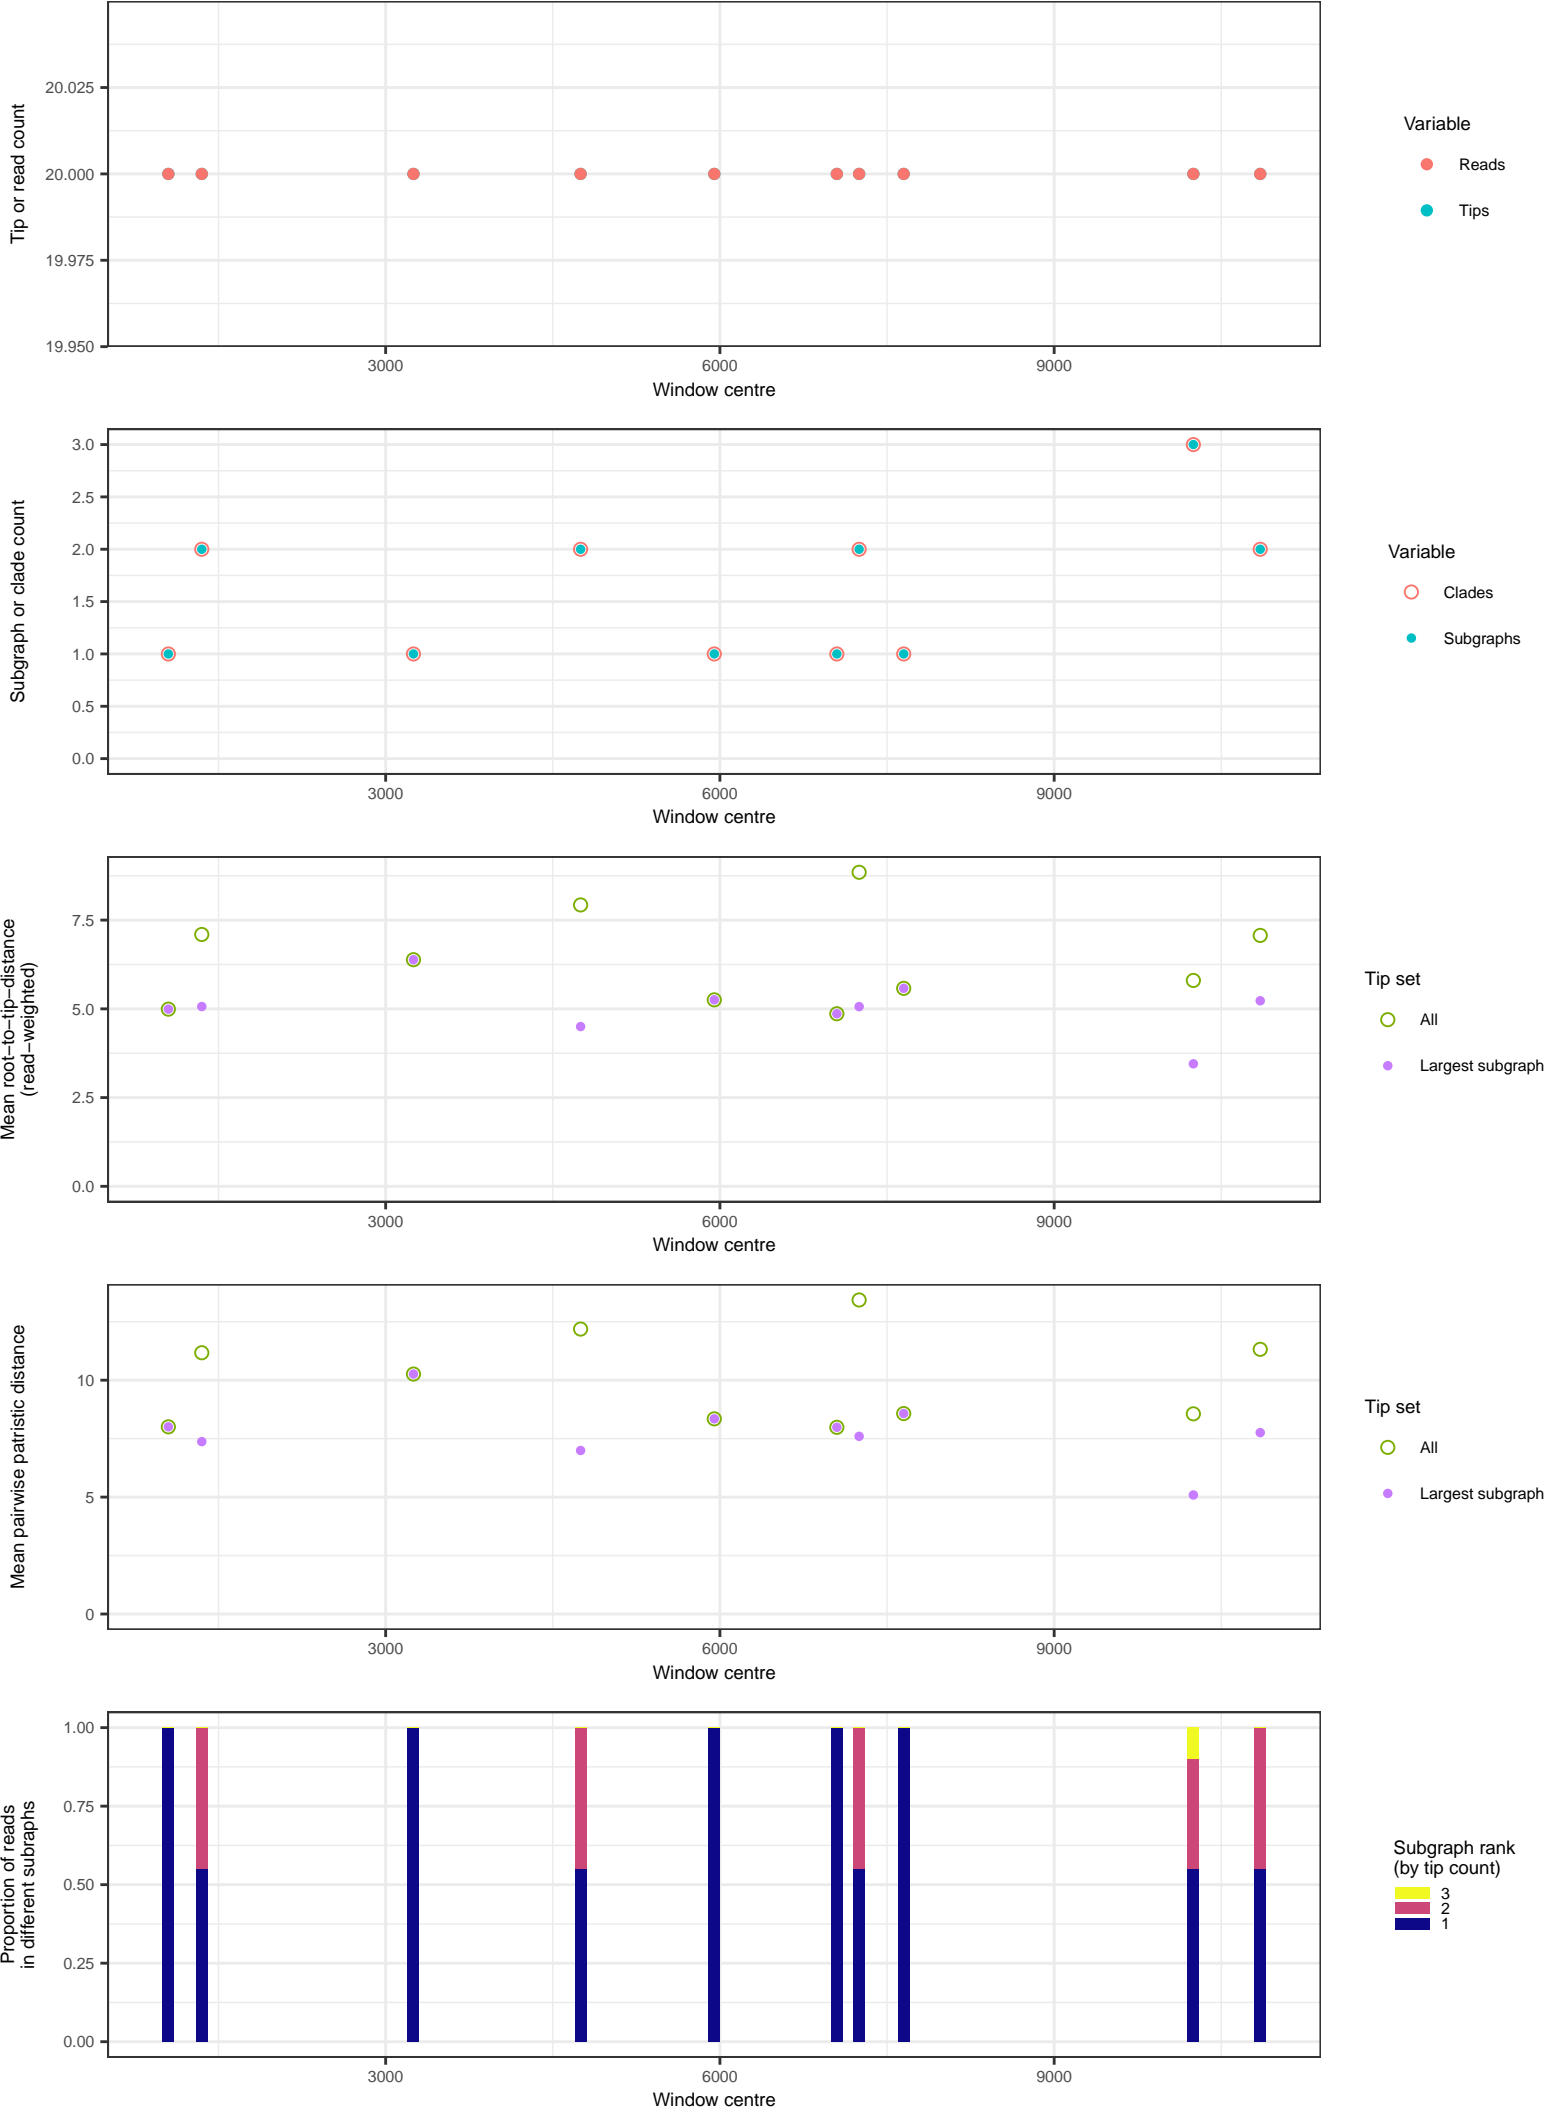 Tip or read count
20.025
20.000
19.975
19.950
3000
6000
9000
Window centre
Variable
Reads
Tips
Subgraph or clade count
3.0
2.5
2.0
1.5
1.0
0.5
0.0
3000
6000
9000
Window centre
Variable
Clades
Subgraphs
Mean root−to−tip−distance
(read−weighted)
7.5
5.0
2.5
0.0
3000
6000
9000
Window centre
Tip set
All
Largest subgraph
Mean pairwise patristic distance
10
5
0
3000
6000
9000
Window centre
Tip set
All
Largest subgraph
Proportion of reads
in different subraphs
1.00
0.75
0.50
0.25
0.00
3000
6000
9000
Window centre
Subgraph rank
(by tip count)
3
2
1